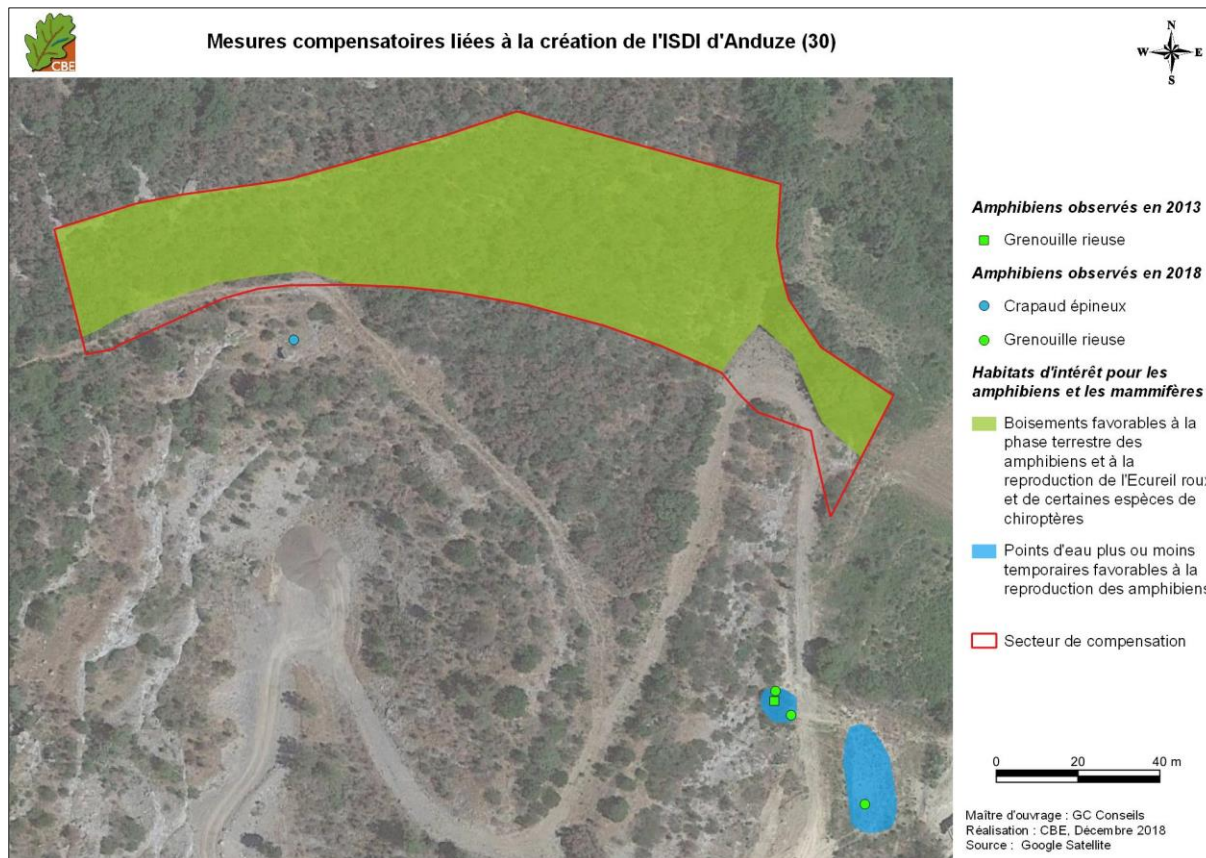 CBE
Mesures compensatoires liées à la création de l'ISDI d'Anduze (30)
N
W
E
S
Amphibiens observés en 2013
Grenouille rieuse
Amphibiens observés en 2018
Crapaud épineux
Grenouille rieuse
Habitats d'intérêt pour les
amphibiens et les mammifères
Boisements favorables à la
phase terrestre des
amphibiens et à la
reproduction de l'Ecureil roux
et de certaines espèces de
chiroptères
Points d'eau plus ou moins
temporaires favorables à la
reproduction des amphibiens
Secteur de compensation
0 20 40 m
Maître d'ouvrage : GC Conseils
Réalisation : CBE, Décembre 2018
Source : Google Satellite